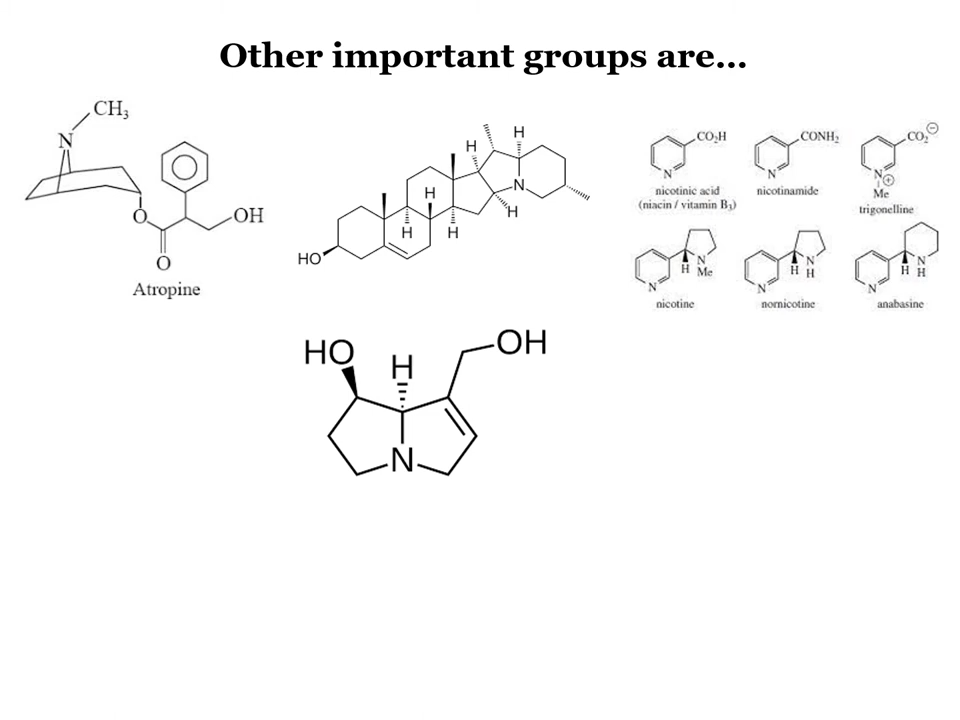 Other important groups are...
CH₃
N
O
OH
O
Atropine
HO
H
H
H
H
H
N
H
CO₂H
N
nicotinic acid
(niacin / vitamin B₃)
CONH₂
N
nicotinamide
CO₂⊖
N
⊕
Me
trigonelline
N
H
N
Me
nicotine
N
H
N
H
nornicotine
N
H
N
H
anabasine
HO
H
OH
N